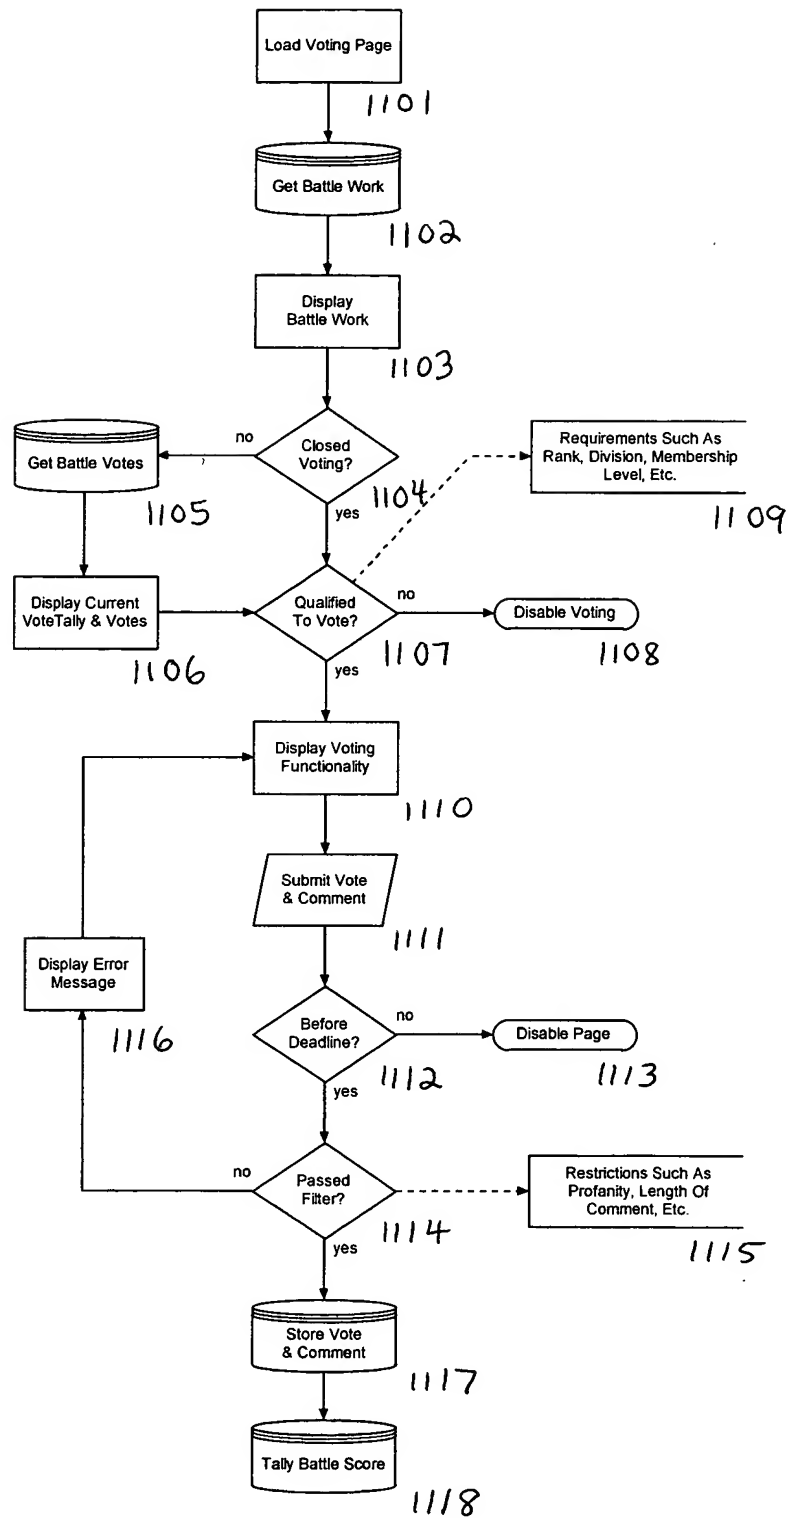 Load Voting Page
1101
Get Battle Work
1102
Display
Battle Work
1103
no
Closed
Voting?
1104
yes
Get Battle Votes
1105
Requirements Such As
Rank, Division, Membership
Level, Etc.
1109
Display Current
VoteTally & Votes
1106
Qualified
To Vote?
1107
no
Disable Voting
1108
yes
Display Voting
Functionality
1110
Submit Vote
& Comment
1111
Display Error
Message
1116
Before
Deadline?
1112
no
Disable Page
1113
yes
no
Passed
Filter?
1114
Restrictions Such As
Profanity, Length Of
Comment, Etc.
1115
yes
Store Vote
& Comment
1117
Tally Battle Score
1118